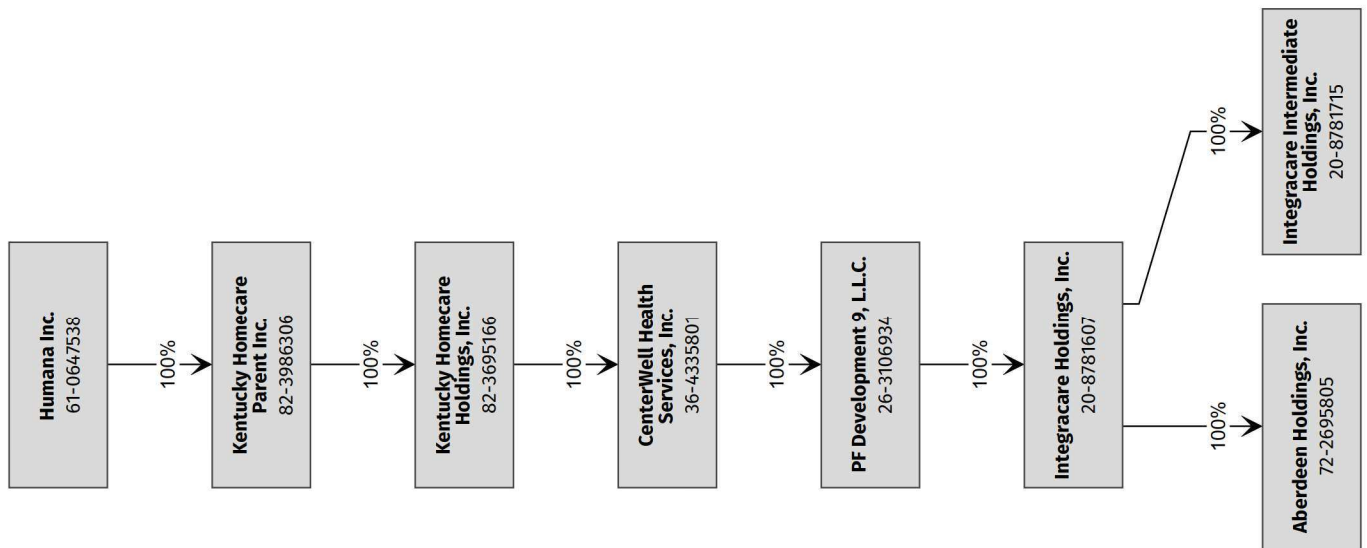 Humana Inc.
61-0647538
100%
Kentucky Homecare
Parent Inc.
82-3986306
100%
Kentucky Homecare
Holdings, Inc.
82-3695166
100%
CenterWell Health
Services, Inc.
36-4335801
100%
PF Development 9, L.L.C.
26-3106934
100%
Integracare Holdings, Inc.
20-8781607
100%
Aberdeen Holdings, Inc.
72-2695805
100%
Integracare Intermediate
Holdings, Inc.
20-8781715